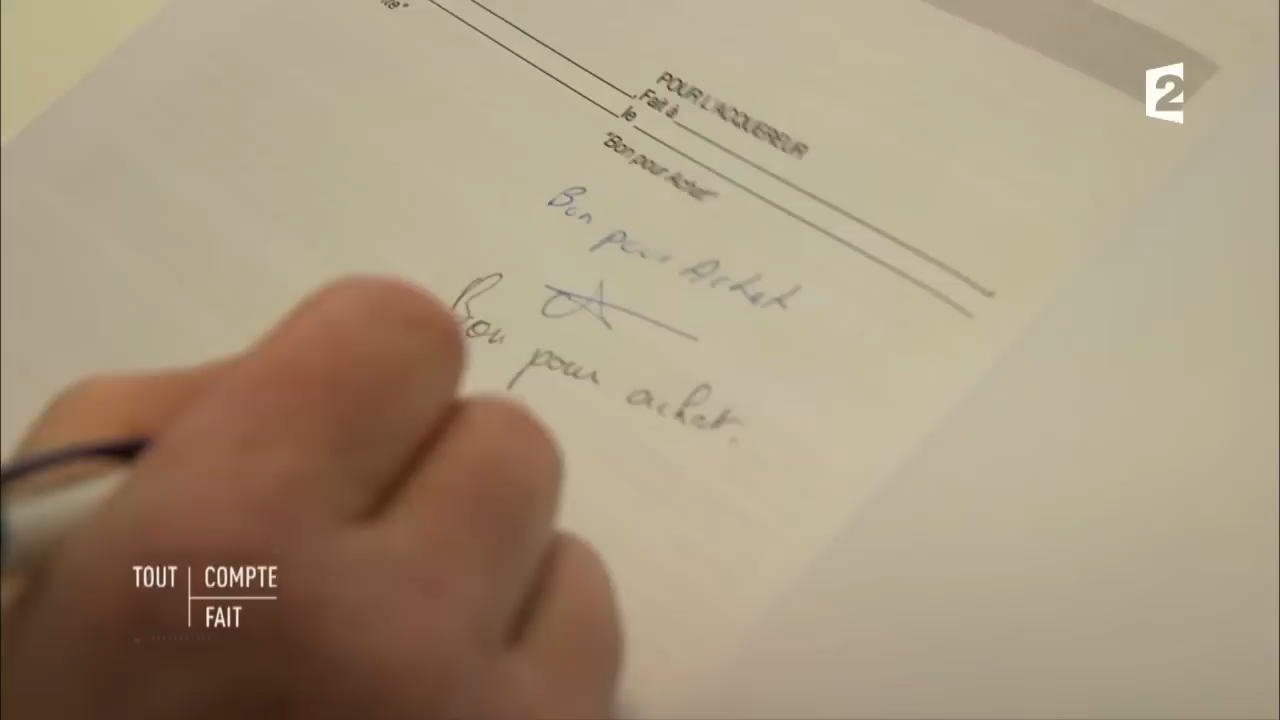 2
POUR L'ACQUEREUR
Fait à
le
"Bon pour Achat"
Bon
pour Achat
Bon pour achat.
TOUT COMPTE
FAIT